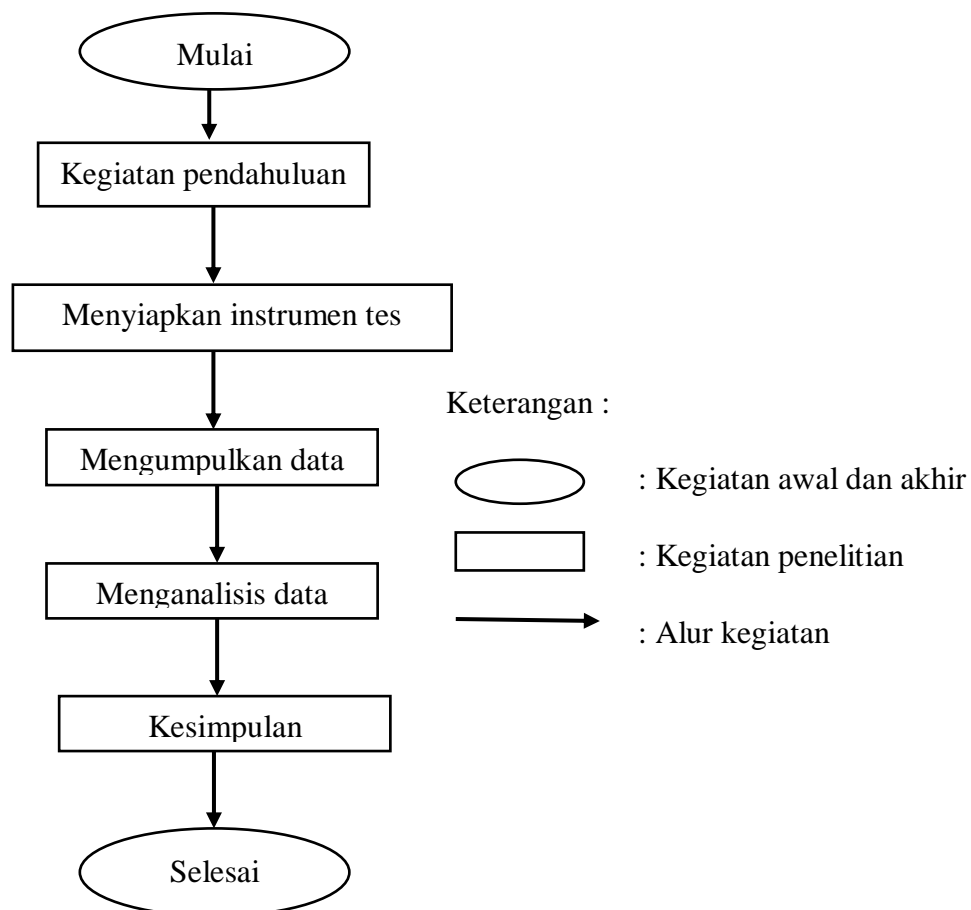 Mulai
Kegiatan pendahuluan
Menyiapkan instrumen tes
Mengumpulkan data
Menganalisis data
Kesimpulan
Selesai
Keterangan :
: Kegiatan awal dan akhir
: Kegiatan penelitian
: Alur kegiatan